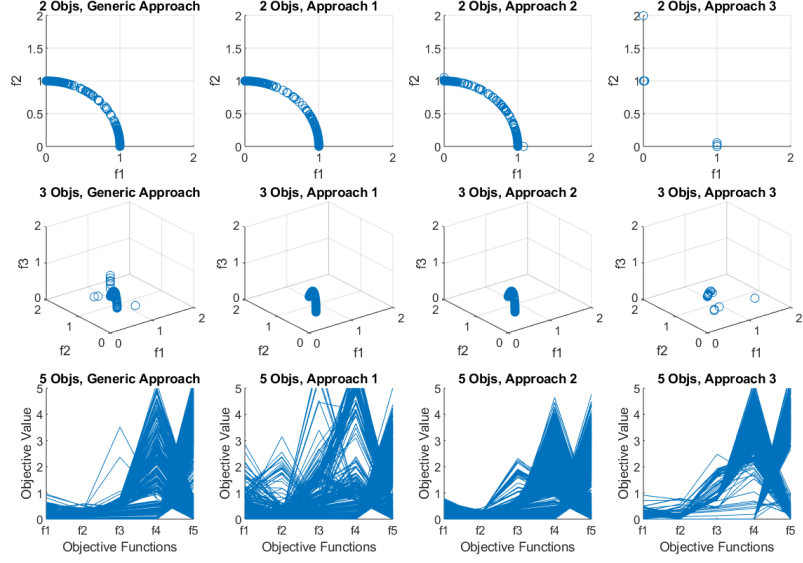 2 Objs, Generic Approach
2
1.5
1
0.5
0
f2
0
1
2
f1
2 Objs, Approach 1
2
1.5
1
0.5
0
f2
0
1
2
f1
2 Objs, Approach 2
2
1.5
1
0.5
0
f2
0
1
2
f1
2 Objs, Approach 3
2
1.5
1
0.5
0
f2
0
1
2
f1
3 Objs, Generic Approach
2
1
0
f3
2
1
0
f2
0
1
2
f1
3 Objs, Approach 1
2
1
0
f3
2
1
0
f2
0
1
2
f1
3 Objs, Approach 2
2
1
0
f3
2
1
0
f2
0
1
2
f1
3 Objs, Approach 3
2
1
0
f3
2
1
0
f2
0
1
2
f1
5 Objs, Generic Approach
5
4
3
2
1
0
Objective Value
f1 f2 f3 f4 f5
Objective Functions
5 Objs, Approach 1
5
4
3
2
1
0
Objective Value
f1 f2 f3 f4 f5
Objective Functions
5 Objs, Approach 2
5
4
3
2
1
0
Objective Value
f1 f2 f3 f4 f5
Objective Functions
5 Objs, Approach 3
5
4
3
2
1
0
Objective Value
f1 f2 f3 f4 f5
Objective Functions